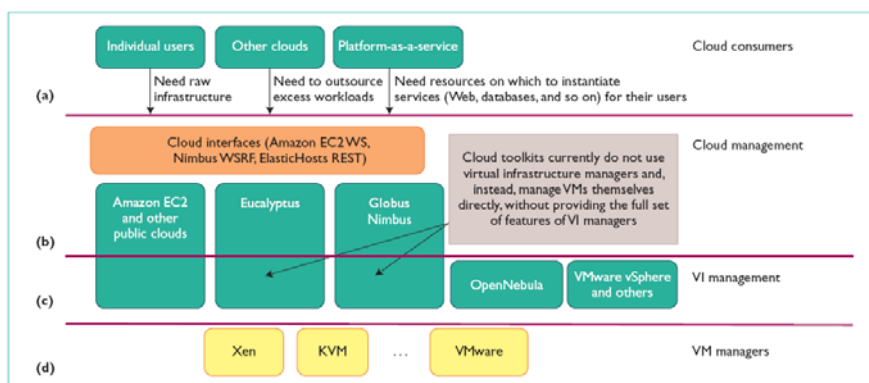 Individual users
Other clouds
Platform-as-a-service
Cloud consumers
Need raw
infrastructure
Need to outsource
excess workloads
Need resources on which to instantiate
services (Web, databases, and so on) for their users
(a)
Cloud interfaces (Amazon EC2 WS,
Nimbus WSRF, ElasticHosts REST)
Cloud toolkits currently do not use
virtual infrastructure managers and,
instead, manage VMs themselves
directly, without providing the full set
of features of VI managers
Cloud management
Amazon EC2
and other
public clouds
Eucalyptus
Globus
Nimbus
(b)
OpenNebula
VMware vSphere
and others
VI management
(c)
Xen
KVM
...
VMware
VM managers
(d)